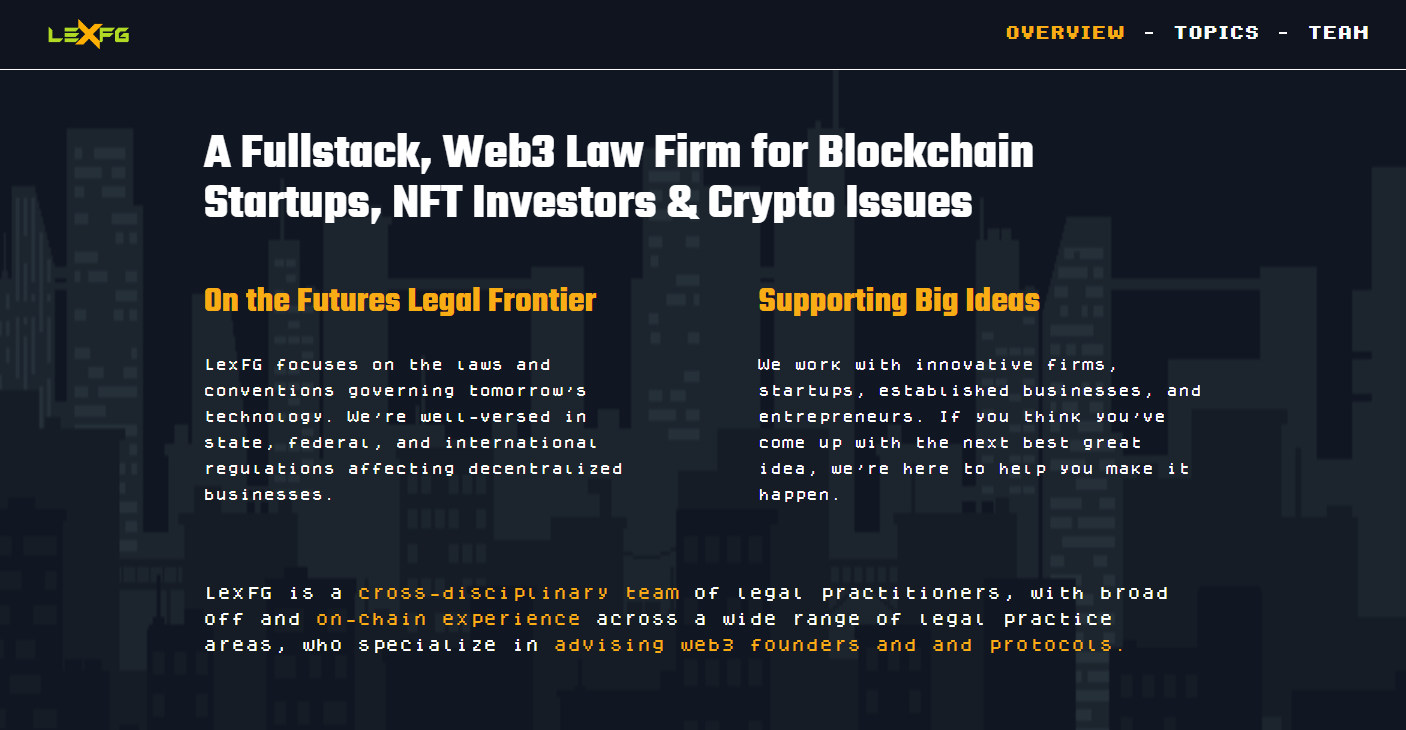 LEXFG
OVERVIEW - TOPICS - TEAM
A Fullstack, Web3 Law Firm for Blockchain
Startups, NFT Investors & Crypto Issues
On the Futures Legal Frontier
LexFG focuses on the laws and
conventions governing tomorrow's
technology. We're well-versed in
state, federal, and international
regulations affecting decentralized
businesses.
Supporting Big Ideas
We work with innovative firms,
startups, established businesses, and
entrepreneurs. If you think you've
come up with the next best great
idea, we're here to help you make it
happen.
LexFG is a cross-disciplinary team of legal practitioners, with broad
off and on-chain experience across a wide range of legal practice
areas, who specialize in advising web3 founders and and protocols.